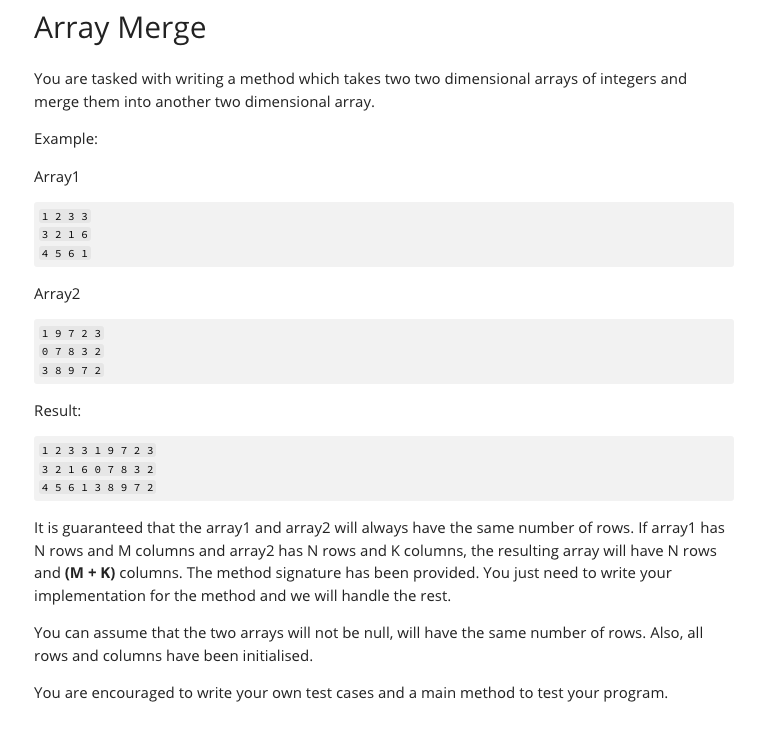 Array Merge
You are tasked with writing a method which takes two two dimensional arrays of integers and
merge them into another two dimensional array.
Example:
Array1
1 2 3 3
3 2 1 6
4 5 6 1
Array2
1 9 7 2 3
0 7 8 3 2
3 8 9 7 2
Result:
1 2 3 3 1 9 7 2 3
3 2 1 6 0 7 8 3 2
4 5 6 1 3 8 9 7 2
It is guaranteed that the array1 and array2 will always have the same number of rows. If array1 has
N rows and M columns and array2 has N rows and K columns, the resulting array will have N rows
and (M + K) columns. The method signature has been provided. You just need to write your
implementation for the method and we will handle the rest.
You can assume that the two arrays will not be null, will have the same number of rows. Also, all
rows and columns have been initialised.
You are encouraged to write your own test cases and a main method to test your program.